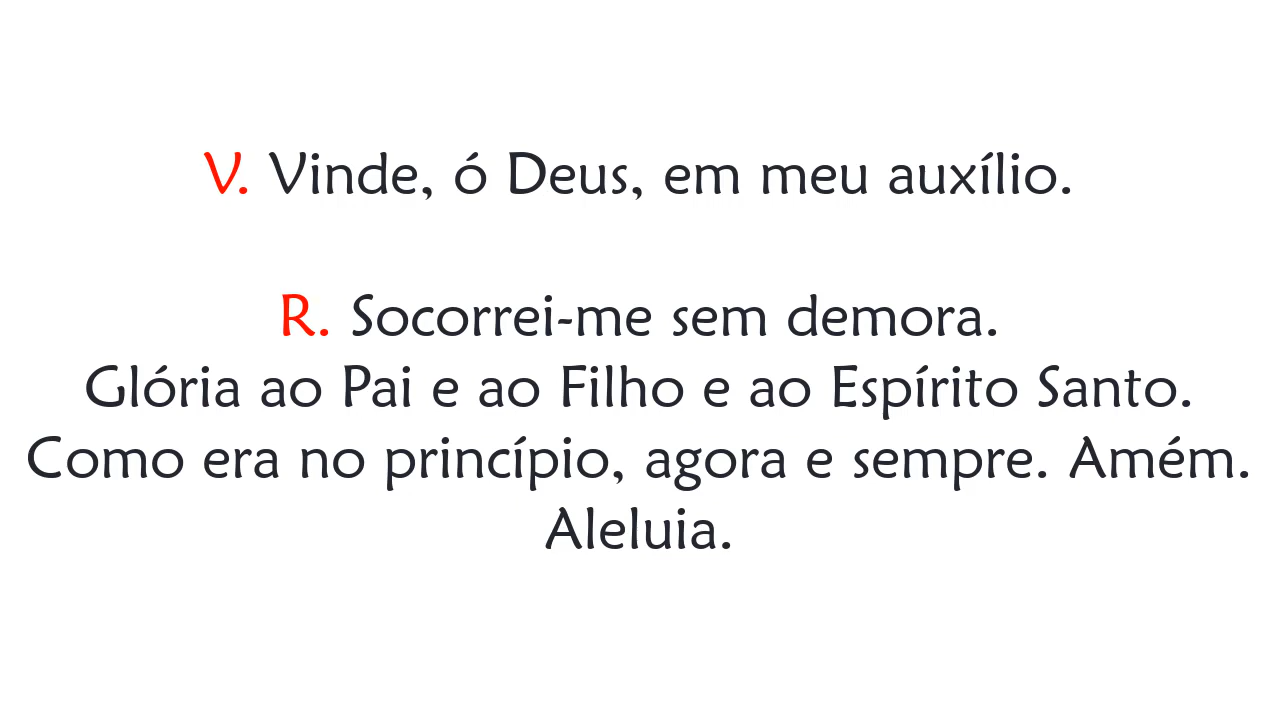 V. Vinde, ó Deus, em meu auxílio.
R. Socorrei-me sem demora.
Glória ao Pai e ao Filho e ao Espírito Santo.
Como era no princípio, agora e sempre. Amém.
Aleluia.